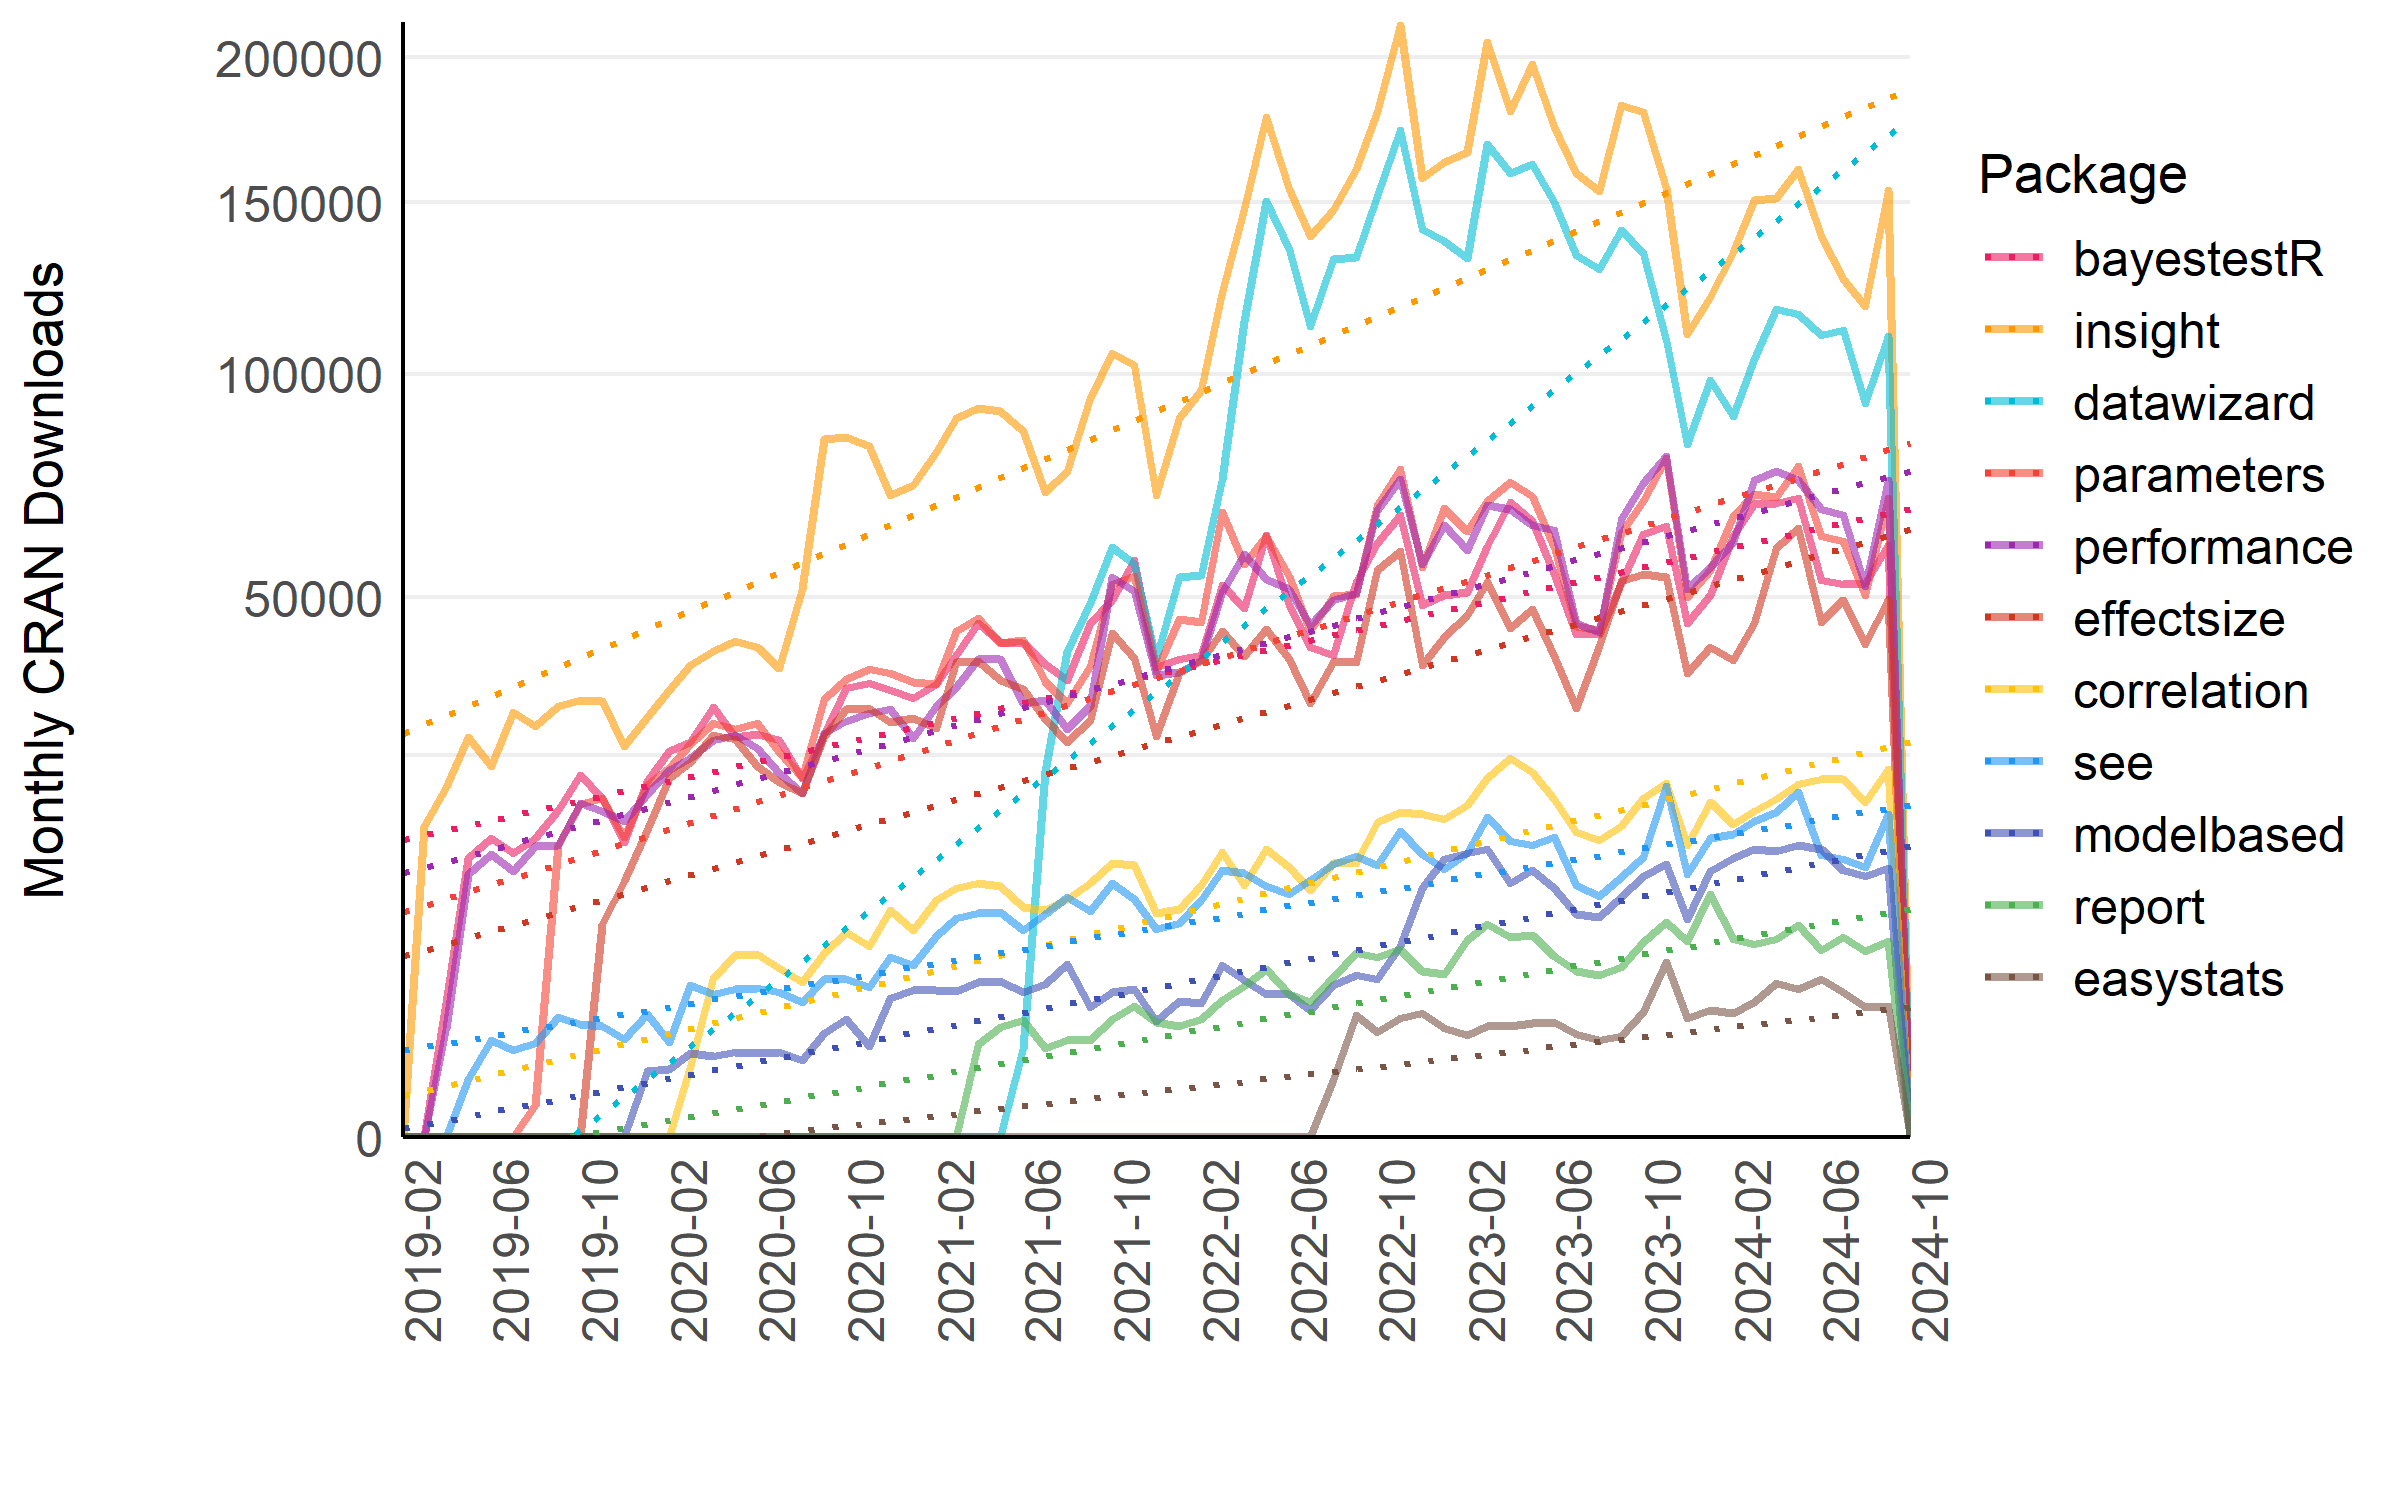 Monthly CRAN Downloads
200000
150000
100000
50000
0
2019-02
2019-06
2019-10
2020-02
2020-06
2020-10
2021-02
2021-06
2021-10
2022-02
2022-06
2022-10
2023-02
2023-06
2023-10
2024-02
2024-06
2024-10
Package
bayestestR
insight
datawizard
parameters
performance
effectsize
correlation
see
modelbased
report
easystats